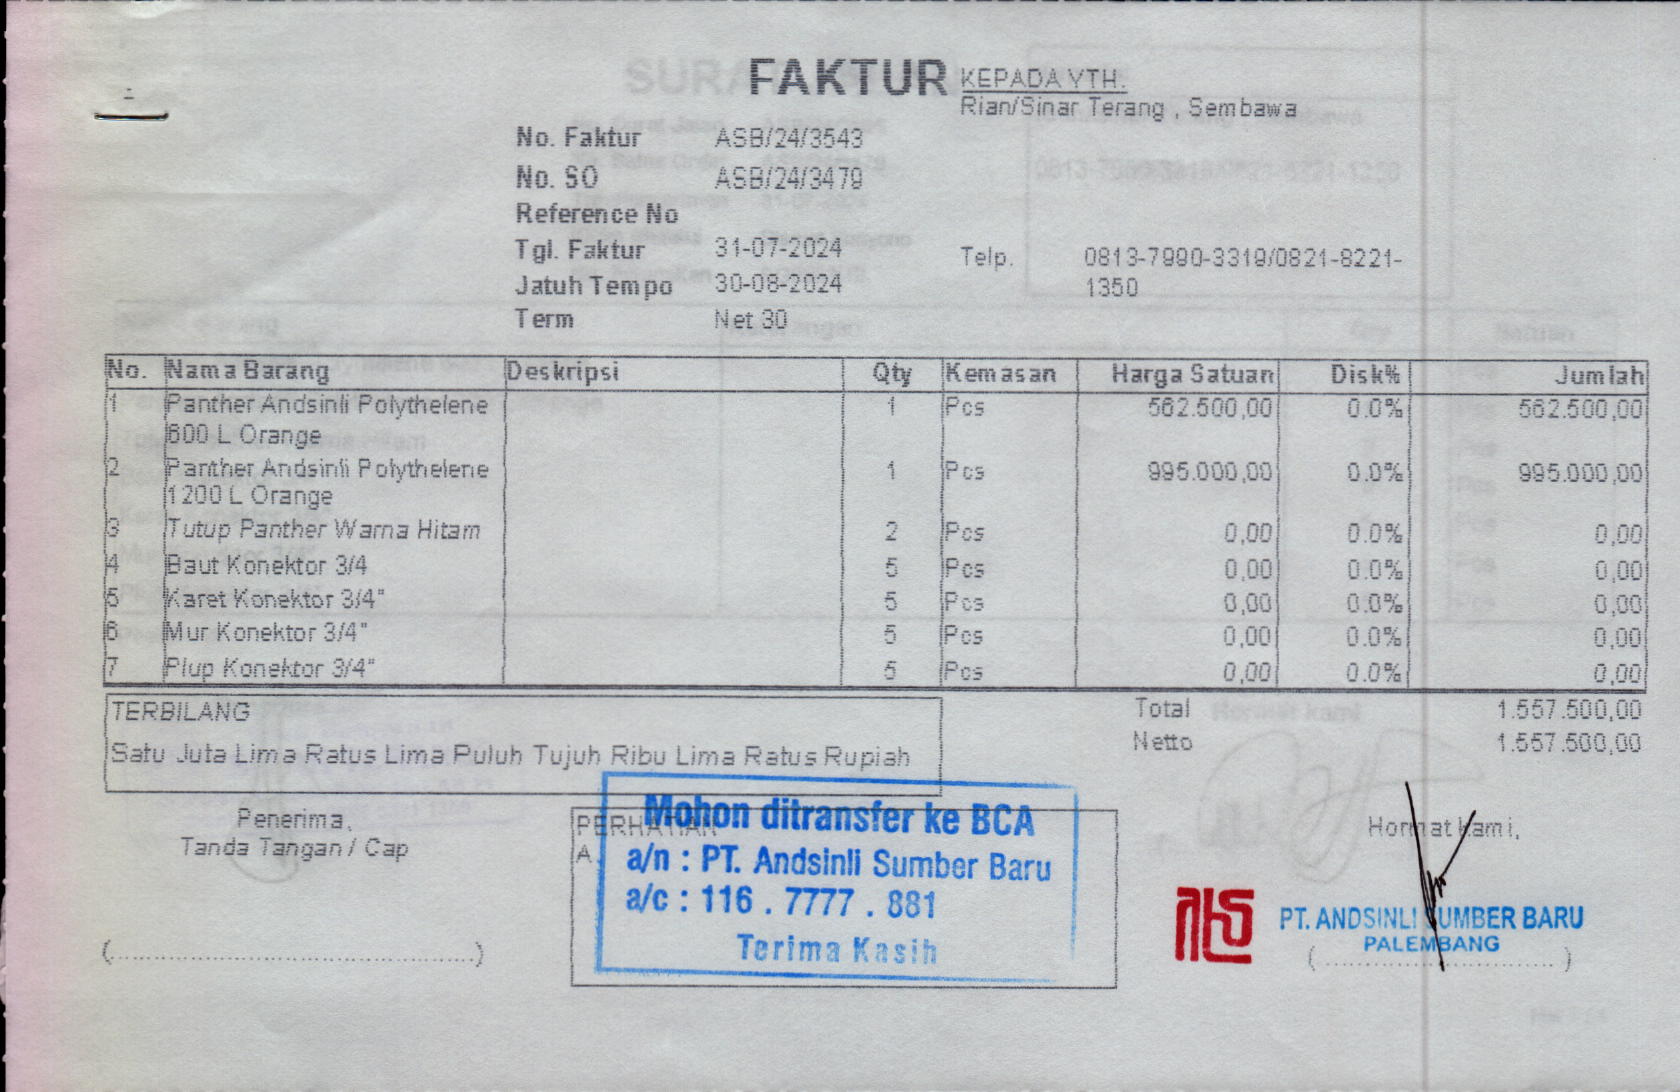 FAKTUR
KEPADA YTH.
Rian/Sinar Terang , Sembawa
No. Faktur ASB/24/3543
No. SO ASB/24/3479
Reference No
Tgl. Faktur 31-07-2024
Telp. 0813-7990-3319/0821-8221-
1350
Jatuh Tempo 30-08-2024
Term Net 30
No. Nama Barang Deskripsi Qty Kemasan Harga Satuan Disk% Jumlah
1 Panther Andsinli Polythelene 1 Pcs 562.500,00 0.0% 562.500,00
600 L Orange
2 Panther Andsinli Polythelene 1 Pcs 995.000,00 0.0% 995.000,00
1200 L Orange
3 Tutup Panther Warna Hitam 2 Pcs 0,00 0.0% 0,00
4 Baut Konektor 3/4 5 Pcs 0,00 0.0% 0,00
5 Karet Konektor 3/4" 5 Pcs 0,00 0.0% 0,00
6 Mur Konektor 3/4" 5 Pcs 0,00 0.0% 0,00
7 Plup Konektor 3/4" 5 Pcs 0,00 0.0% 0,00
TERBILANG
Satu Juta Lima Ratus Lima Puluh Tujuh Ribu Lima Ratus Rupiah
Total 1.557.500,00
Netto 1.557.500,00
Penerima,
Tanda Tangan / Cap
(...............................................)
PERHATIAN
A
Mohon ditransfer ke BCA
a/n : PT. Andsinli Sumber Baru
a/c : 116 . 7777 . 881
Terima Kasih
Hormat kami,
PT. ANDSINLI SUMBER BARU
PALEMBANG
(..............................)